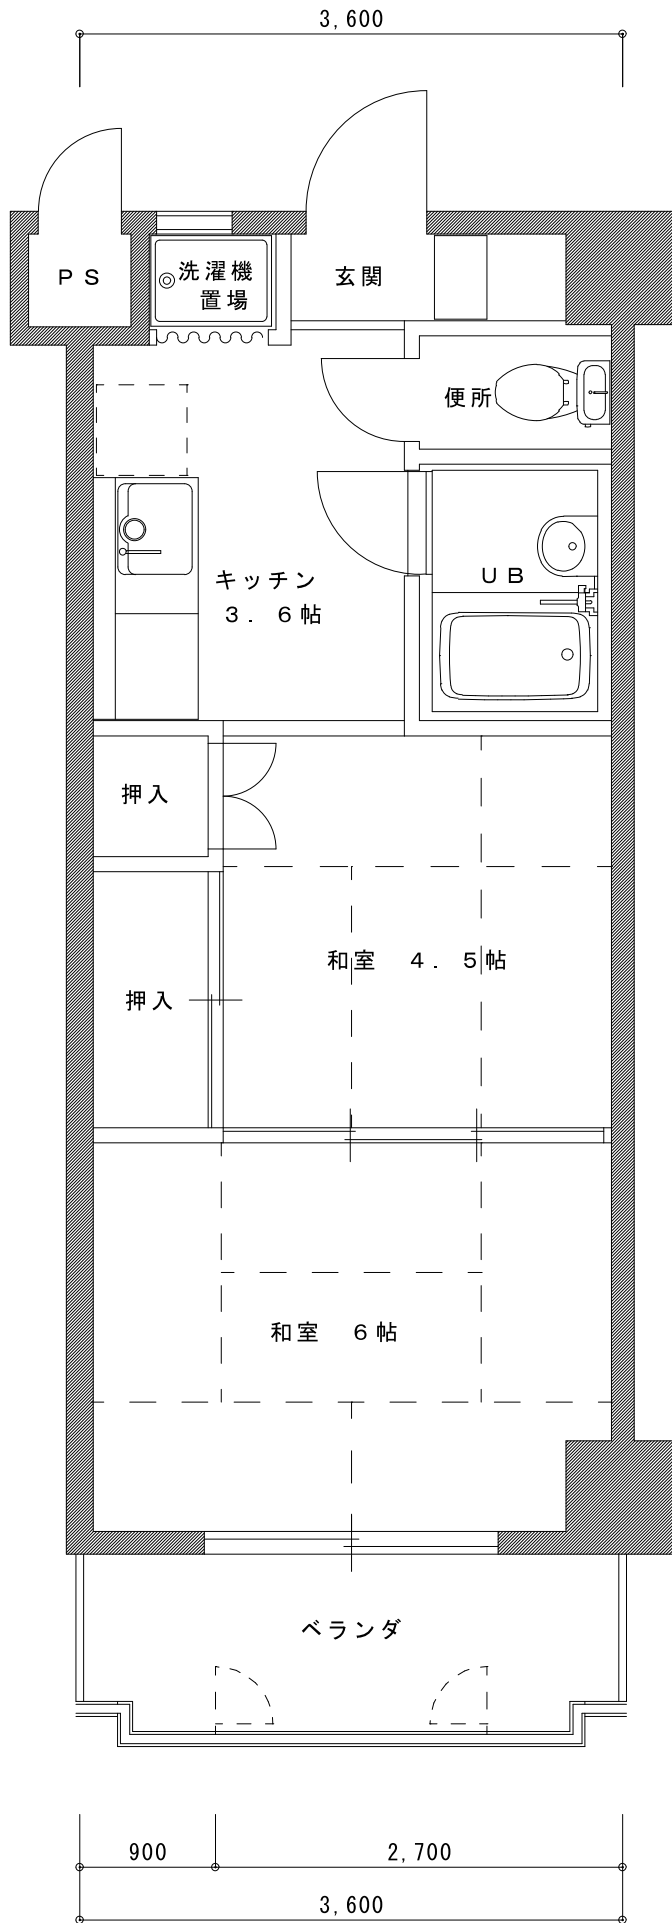 3,600
ＰＳ
洗濯機
置場
玄関
便所
キッチン
３．６帖
ＵＢ
押入
和室　４．５帖
押入
和室　６帖
ベランダ
900
2,700
3,600